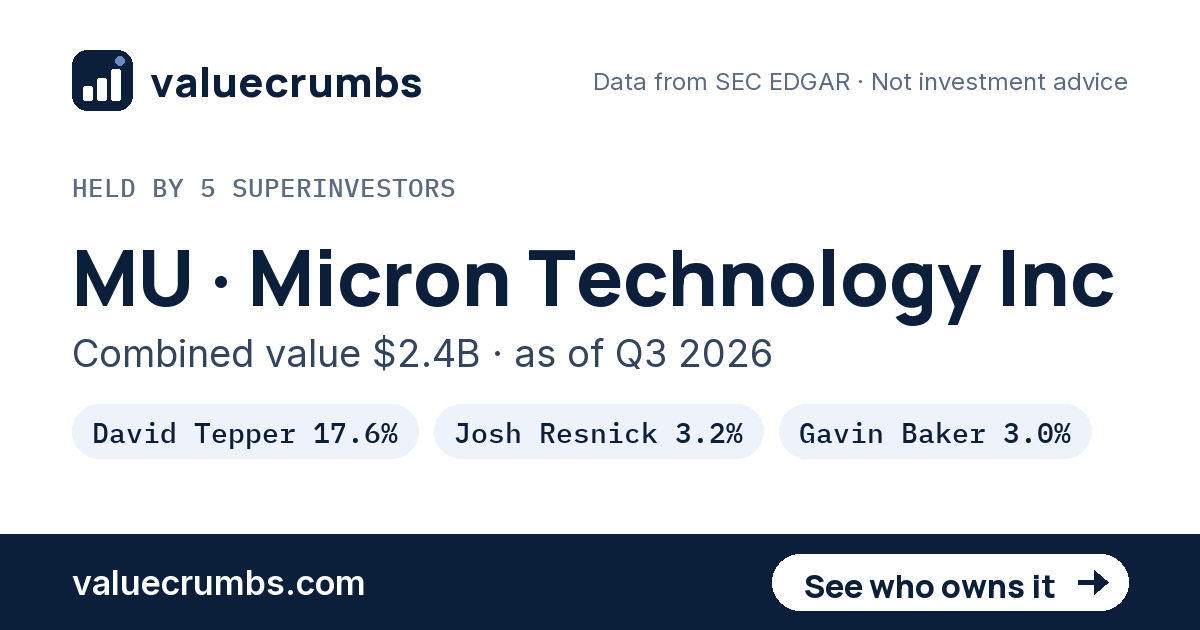 valuecrumbs
Data from SEC EDGAR · Not investment advice
HELD BY 5 SUPERINVESTORS
MU · Micron Technology Inc
Combined value $2.4B · as of Q3 2026
David Tepper 17.6% Josh Resnick 3.2% Gavin Baker 3.0%
valuecrumbs.com
See who owns it →